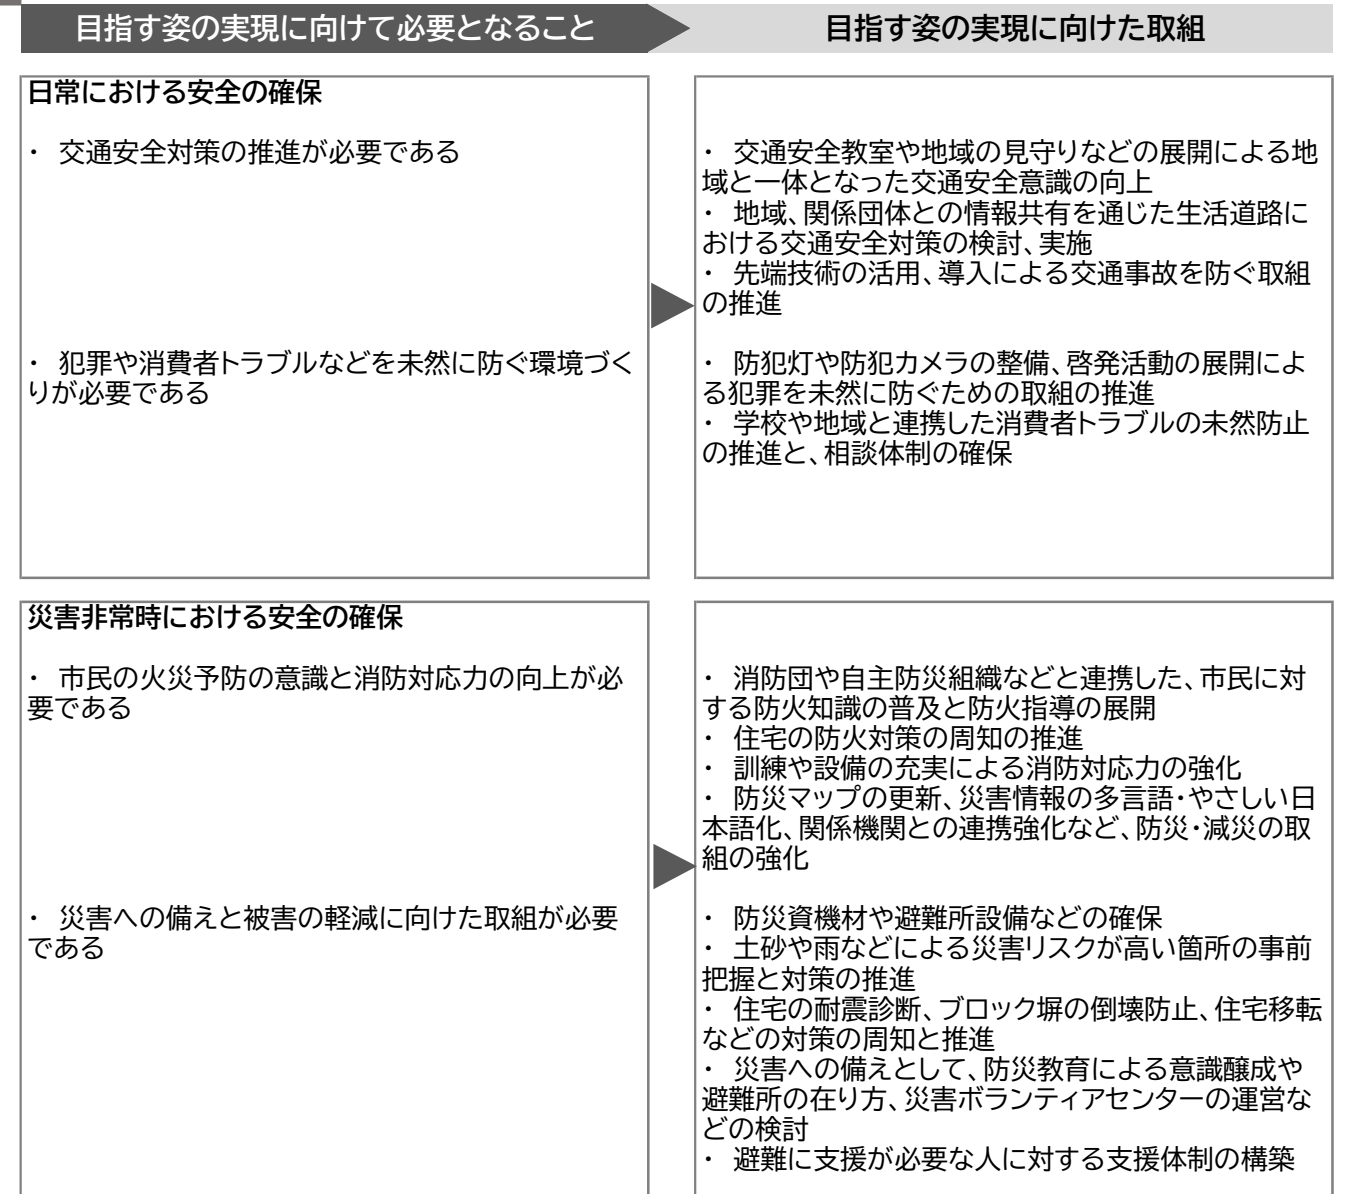 目指す姿の実現に向けて必要となること
目指す姿の実現に向けた取組
日常における安全の確保
・ 交通安全対策の推進が必要である
・ 犯罪や消費者トラブルなどを未然に防ぐ環境づく
りが必要である
・ 交通安全教室や地域の見守りなどの展開による地
域と一体となった交通安全意識の向上
・ 地域、関係団体との情報共有を通じた生活道路に
おける交通安全対策の検討、実施
・ 先端技術の活用、導入による交通事故を防ぐ取組
の推進
・ 防犯灯や防犯カメラの整備、啓発活動の展開によ
る犯罪を未然に防ぐための取組の推進
・ 学校や地域と連携した消費者トラブルの未然防止
の推進と、相談体制の確保
災害非常時における安全の確保
・ 市民の火災予防の意識と消防対応力の向上が必
要である
・ 災害への備えと被害の軽減に向けた取組が必要
である
・ 消防団や自主防災組織などと連携した、市民に対
する防火知識の普及と防火指導の展開
・ 住宅の防火対策の周知の推進
・ 訓練や設備の充実による消防対応力の強化
・ 防災マップの更新、災害情報の多言語・やさしい日
本語化、関係機関との連携強化など、防災・減災の取
組の強化
・ 防災資機材や避難所設備などの確保
・ 土砂や雨などによる災害リスクが高い箇所の事前
把握と対策の推進
・ 住宅の耐震診断、ブロック塀の倒壊防止、住宅移転
などの対策の周知と推進
・ 災害への備えとして、防災教育による意識醸成や
避難所の在り方、災害ボランティアセンターの運営な
どの検討
・ 避難に支援が必要な人に対する支援体制の構築